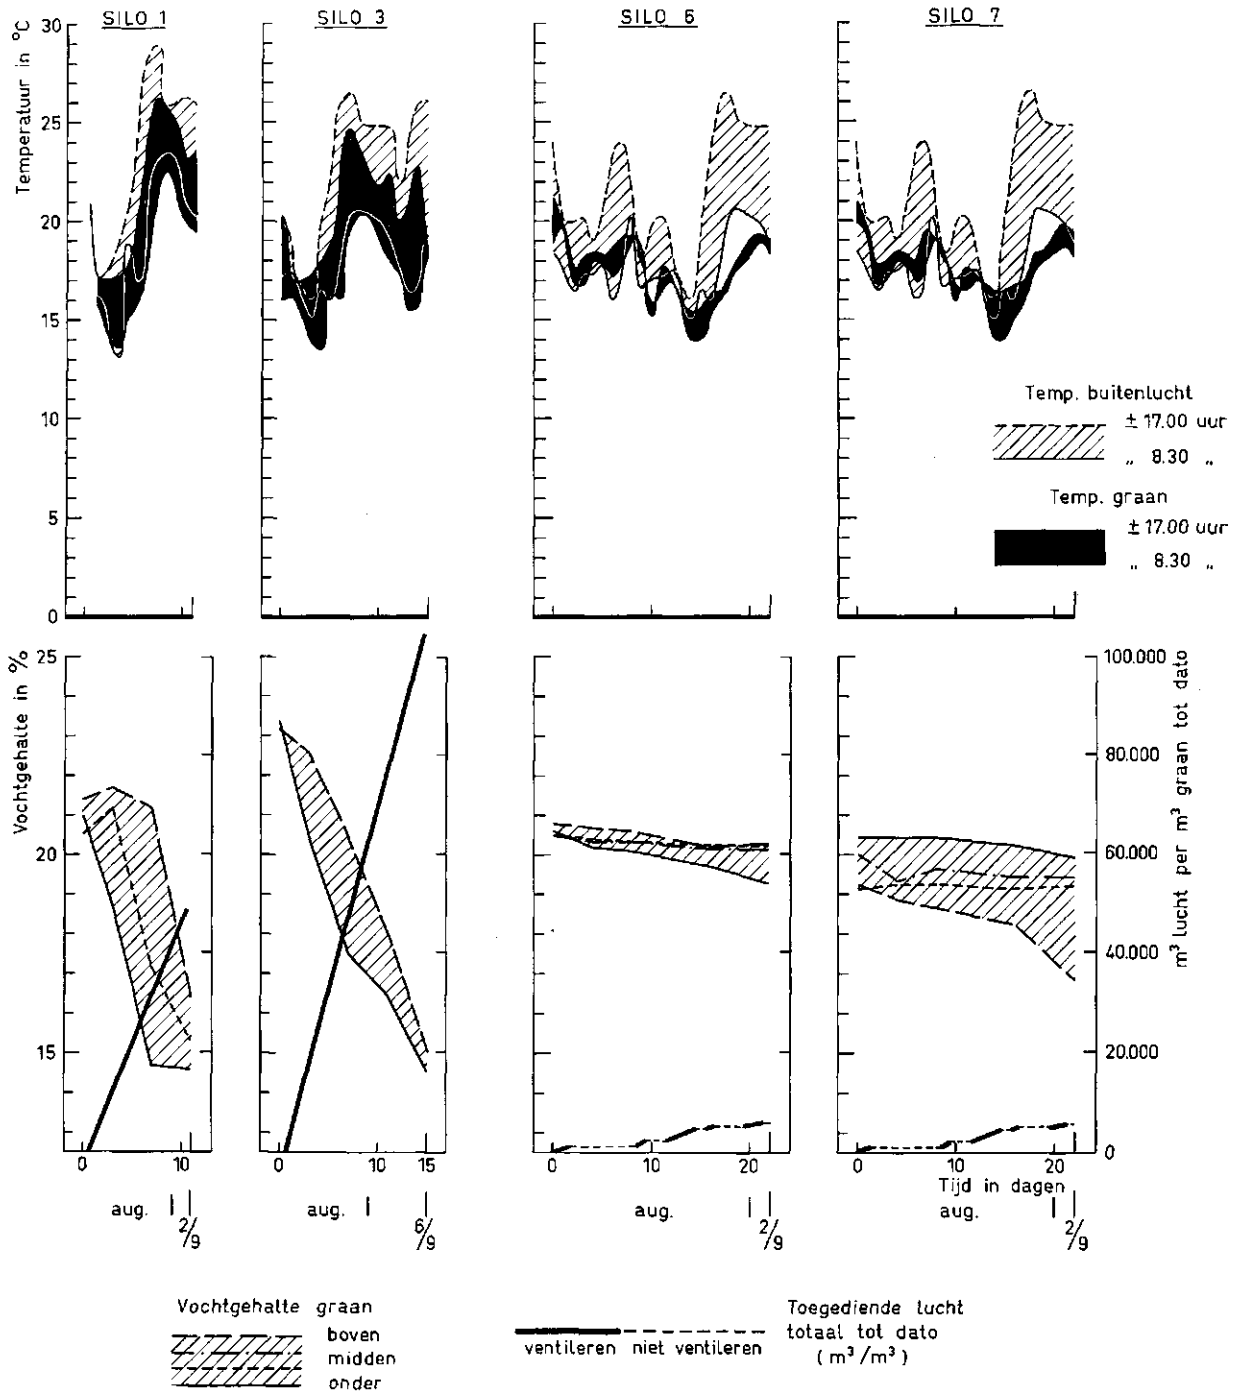 SILO 1
SILO 3
SILO 6
SILO 7
Temperatuur in °C
30
25
20
15
10
5
0
Temp. buitenlucht
± 17.00 uur
„ 8.30 „
Temp. graan
± 17.00 uur
„ 8.30 „
Vochtgehalte in %
25
20
15
100.000
80.000
60.000
40.000
20.000
0
m³ lucht per m³ graan tot dato
0 10
0 10 15
0 10 20
0 10 20
Tijd in dagen
aug. 2/9
aug. 6/9
aug. 2/9
aug. 2/9
Vochtgehalte graan
boven
midden
onder
ventileren niet ventileren
Toegediende lucht
totaal tot dato
(m³/m³)